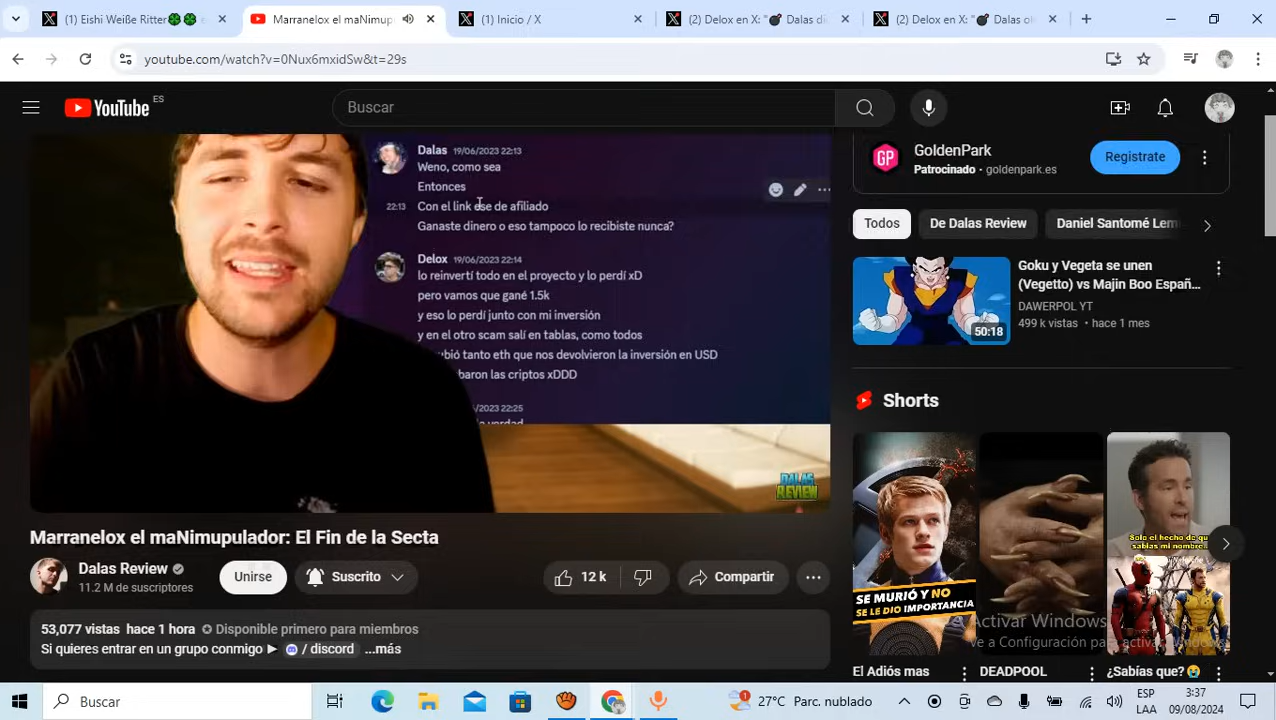 (1) Eishi Weiße Ritter🍀🍀 e
Marranelox el maNimup
(1) Inicio / X
(2) Delox en X: "💣 Dalas di
(2) Delox en X: "💣 Dalas ol
youtube.com/watch?v=0Nux6mxidSw&t=29s
YouTube ES
Buscar
GoldenPark
Patrocinado · goldenpark.es
Registrate
Dalas 19/06/2023 22:13
Weno, como sea
Entonces
22:13 Con el link ese de afiliado
Ganaste dinero o eso tampoco lo recibiste nunca?
Delox 19/06/2023 22:14
lo reinvertí todo en el proyecto y lo perdí xD
pero vamos que gané 1.5k
y eso lo perdí junto con mi inversión
y en el otro scam salí en tablas, como todos
tanto eth que nos devolvieron la inversión en USD
las criptos xDDD
/2023 22:25
verdad
DALAS REVIEW
Todos
De Dalas Review
Daniel Santomé Lem
Goku y Vegeta se unen
(Vegetto) vs Majin Boo Españ...
DAWERPOL YT
499 k vistas · hace 1 mes
50:18
Shorts
SE MURIÓ Y NO
SE LE DIO IMPORTANCIA
Solo el hecho de que
sabías mi nombre
El Adiós mas
DEADPOOL
¿Sabías que?😭
Marranelox el maNimupulador: El Fin de la Secta
Dalas Review
11.2 M de suscriptores
Unirse
Suscrito
12 k
Compartir
53,077 vistas hace 1 hora ✪ Disponible primero para miembros
Si quieres entrar en un grupo conmigo ► / discord ...más
Activar Windows
Ve a Configuración para activar Windows.
Buscar
27°C Parc. nublado
ESP
LAA
3:37
09/08/2024